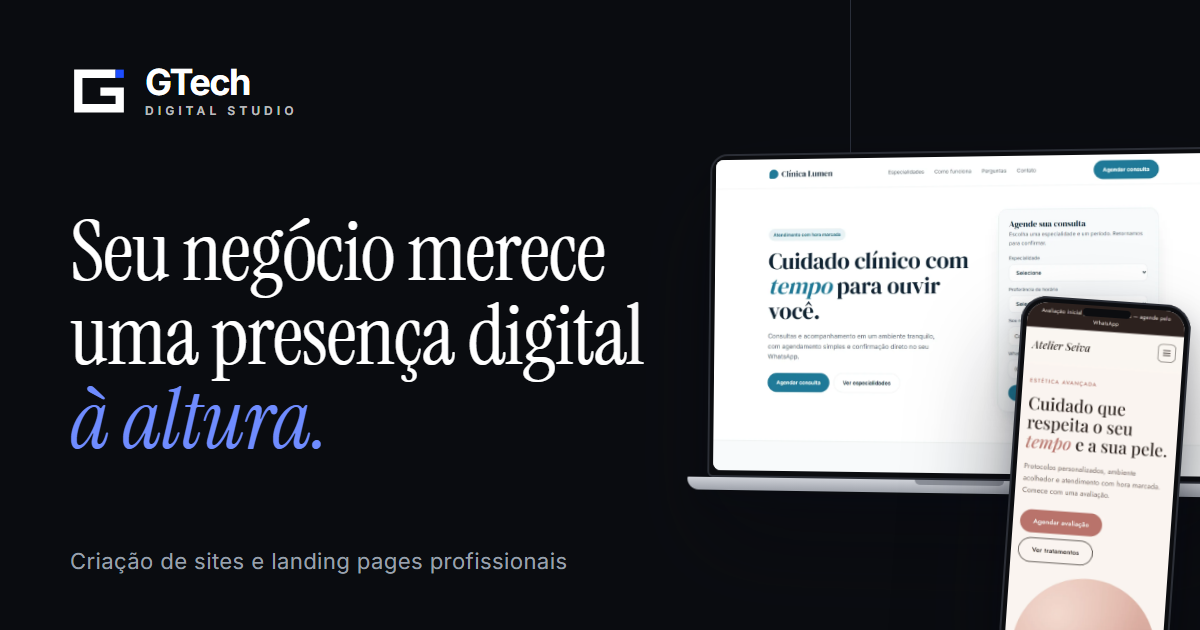 GTech
DIGITAL STUDIO
Seu negócio merece
uma presença digital
à altura.
Criação de sites e landing pages profissionais
Clínica Lumen
Especialidades Como funciona Perguntas Contato
Agendar consulta
Atendimento com hora marcada
Cuidado clínico com
tempo para ouvir
você.
Consultas e acompanhamento em um ambiente tranquilo,
com agendamento simples e confirmação direto no seu
WhatsApp.
Agendar consulta
Ver especialidades
Agende sua consulta
Escolha uma especialidade e um período. Retornamos
para confirmar.
Especialidade
Selecione
Preferência de horário
Avaliação inicial — agende pelo
WhatsApp
Atelier Seiva
ESTÉTICA AVANÇADA
Cuidado que
respeita o seu
tempo e a sua pele.
Protocolos personalizados, ambiente
acolhedor e atendimento com hora marcada.
Comece com uma avaliação.
Agendar avaliação
Ver tratamentos